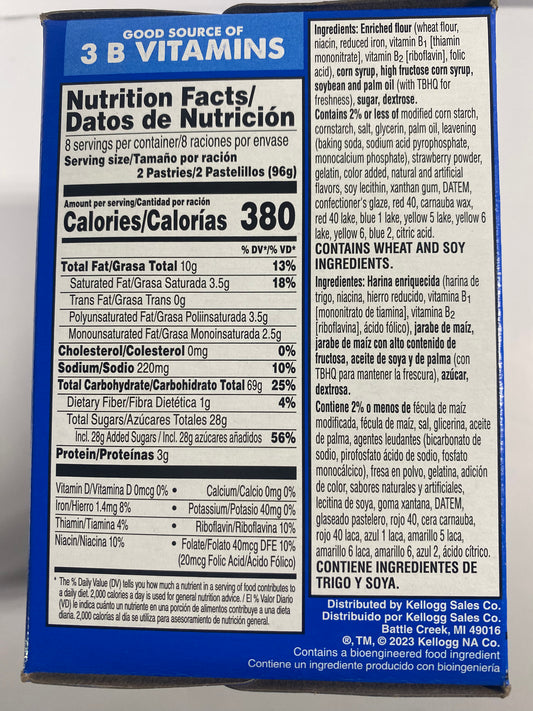 GOOD SOURCE OF
3 B VITAMINS
Nutrition Facts/
Datos de Nutrición
8 servings per container/8 raciones por envase
Serving size/Tamaño por ración
2 Pastries/2 Pastelillos (96g)
Amount per serving/Cantidad por ración
Calories/Calorías 380
% DV*/% VD*
Total Fat/Grasa Total 10g 13%
Saturated Fat/Grasa Saturada 3.5g 18%
Trans Fat/Grasa Trans 0g
Polyunsaturated Fat/Grasa Poliinsaturada 3.5g
Monounsaturated Fat/Grasa Monoinsaturada 2.5g
Cholesterol/Colesterol 0mg 0%
Sodium/Sodio 220mg 10%
Total Carbohydrate/Carbohidrato Total 69g 25%
Dietary Fiber/Fibra Dietética 1g 4%
Total Sugars/Azúcares Totales 28g
Incl. 28g Added Sugars / Incl. 28g azúcares añadidos 56%
Protein/Proteínas 3g
Vitamin D/Vitamina D 0mcg 0% • Calcium/Calcio 0mg 0%
Iron/Hierro 1.4mg 8% • Potassium/Potasio 40mg 0%
Thiamin/Tiamina 4% • Riboflavin/Riboflavina 10%
Niacin/Niacina 10% • Folate/Folato 40mcg DFE 10%
(20mcg Folic Acid/Ácido Fólico)
* The % Daily Value (DV) tells you how much a nutrient in a serving of food contributes to
a daily diet. 2,000 calories a day is used for general nutrition advice. / El % Valor Diario
(VD) le indica cuánto un nutriente en una porción de alimentos contribuye a una dieta
diaria. 2,000 calorías al día se utiliza para asesoramiento de nutrición general.
Ingredients: Enriched flour (wheat flour,
niacin, reduced iron, vitamin B1 [thiamin
mononitrate], vitamin B2 [riboflavin], folic
acid), corn syrup, high fructose corn syrup,
soybean and palm oil (with TBHQ for
freshness), sugar, dextrose.
Contains 2% or less of modified corn starch,
cornstarch, salt, glycerin, palm oil, leavening
(baking soda, sodium acid pyrophosphate,
monocalcium phosphate), strawberry powder,
gelatin, color added, natural and artificial
flavors, soy lecithin, xanthan gum, DATEM,
confectioner's glaze, red 40, carnauba wax,
red 40 lake, blue 1 lake, yellow 5 lake, yellow 6
lake, yellow 6, blue 2, citric acid.
CONTAINS WHEAT AND SOY
INGREDIENTS.
Ingredientes: Harina enriquecida (harina de
trigo, niacina, hierro reducido, vitamina B1
[mononitrato de tiamina], vitamina B2
[riboflavina], ácido fólico), jarabe de maíz,
jarabe de maíz con alto contenido de
fructosa, aceite de soya y de palma (con
TBHQ para mantener la frescura), azúcar,
dextrosa.
Contiene 2% o menos de fécula de maíz
modificada, fécula de maíz, sal, glicerina, aceite
de palma, agentes leudantes (bicarbonato de
sodio, pirofosfato ácido de sodio, fosfato
monocálcico), fresa en polvo, gelatina, adición
de color, sabores naturales y artificiales,
lecitina de soya, goma xantana, DATEM,
glaseado pastelero, rojo 40, cera carnauba,
rojo 40 laca, azul 1 laca, amarillo 5 laca,
amarillo 6 laca, amarillo 6, azul 2, ácido cítrico.
CONTIENE INGREDIENTES DE
TRIGO Y SOYA.
Distributed by Kellogg Sales Co.
Distribuido por Kellogg Sales Co.
Battle Creek, MI 49016
®, TM, © 2023 Kellogg NA Co.
Contains a bioengineered food ingredient
Contiene un ingrediente producido con bioingeniería